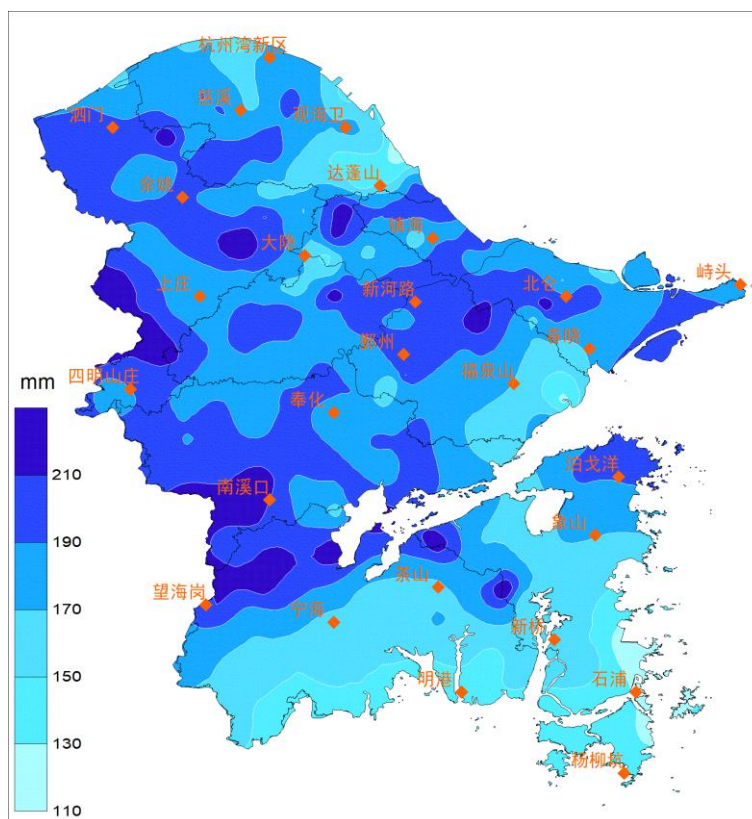 杭州湾新区
慈溪
泗门
观海卫
达蓬山
余姚
镇海
大隐
峙头
上庄
新河路
北仑
鄞州
春晓
四明山庄
福泉山
mm
奉化
210
泊戈洋
南溪口
190
象山
茶山
望海岗
170
宁海
新桥
150
明港
石浦
130
杨柳坑
110